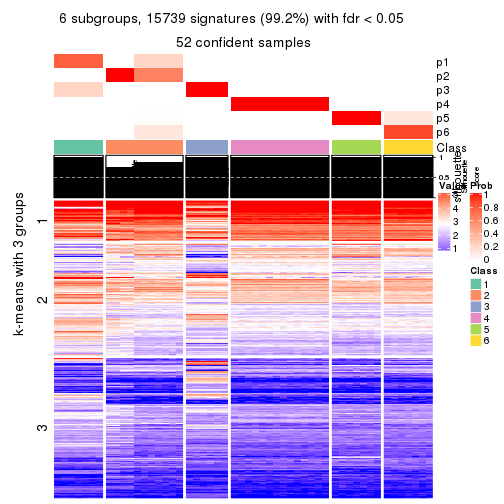 6 subgroups, 15739 signatures (99.2%) with fdr < 0.05
52 confident samples
p1
p2
p3
p4
p5
p6
Class
1
0.5
silhouette
score
Value
4
3
2
1
Prob
1
0.8
0.6
0.4
0.2
0
Class
1
2
3
4
5
6
k-means with 3 groups
1
2
3